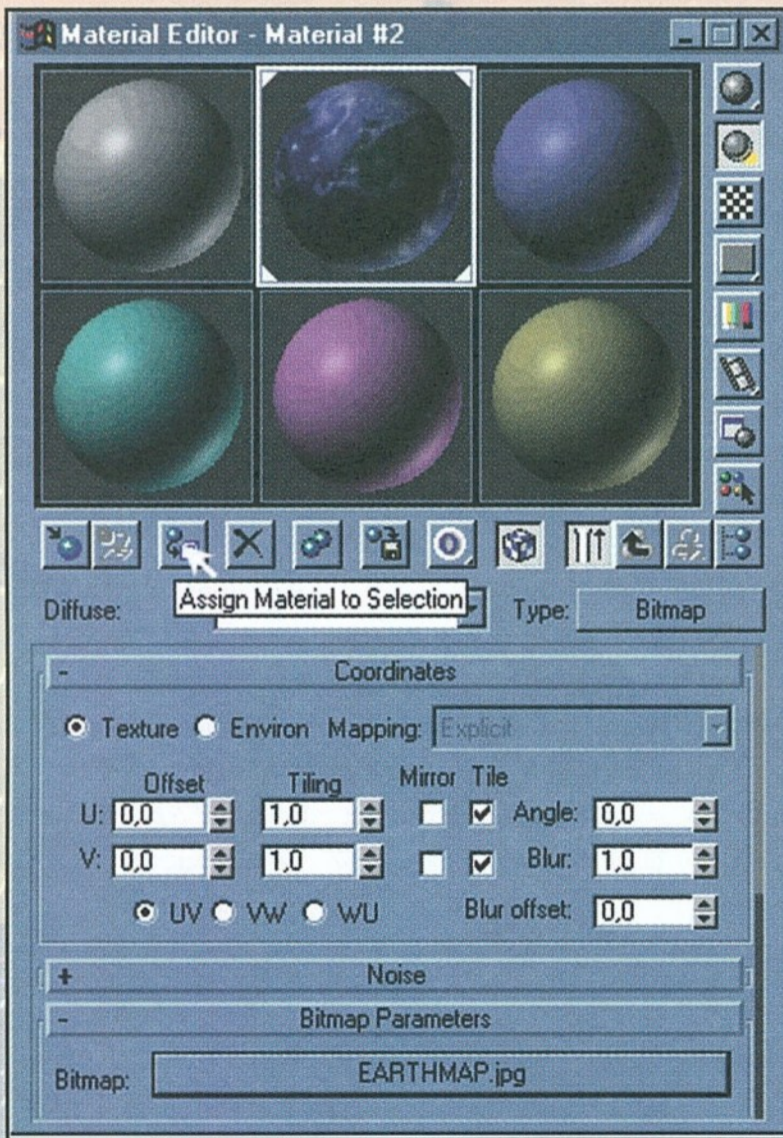 Material Editor - Material #2
Assign Material to Selection
Diffuse:
Type: Bitmap
- Coordinates
Texture Environ Mapping: Explicit
Offset Tiling Mirror Tile
U: 0,0 1,0 Angle: 0,0
V: 0,0 1,0 Blur: 1,0
UV VW WU Blur offset: 0,0
+ Noise
- Bitmap Parameters
Bitmap: EARTHMAP.jpg